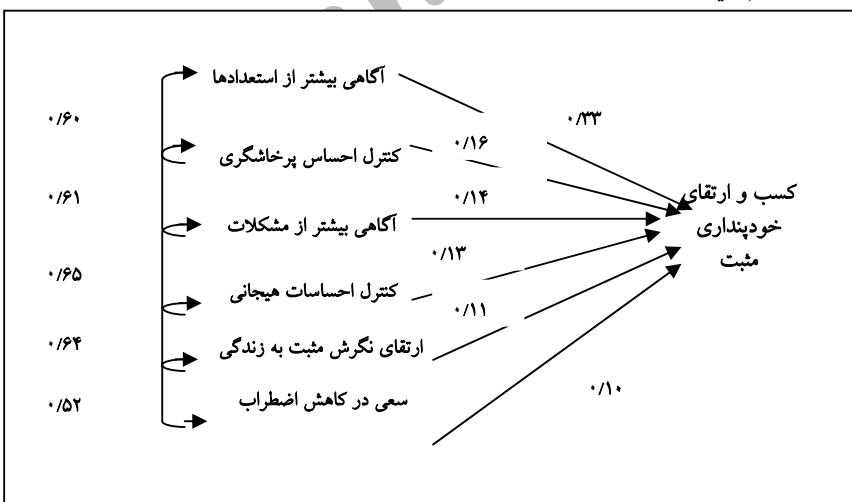 آگاهی بیشتر از استعدادها
۰/۶۰
۰/۳۳
۰/۱۶
کنترل احساس پرخاشگری
۰/۶۱
۰/۱۴
کسب و ارتقای
خودپنداری
مثبت
آگاهی بیشتر از مشکلات
۰/۱۳
۰/۶۵
کنترل احساسات هیجانی
۰/۱۱
۰/۶۴
ارتقای نگرش مثبت به زندگی
۰/۵۲
سعی در کاهش اضطراب
۰/۱۰